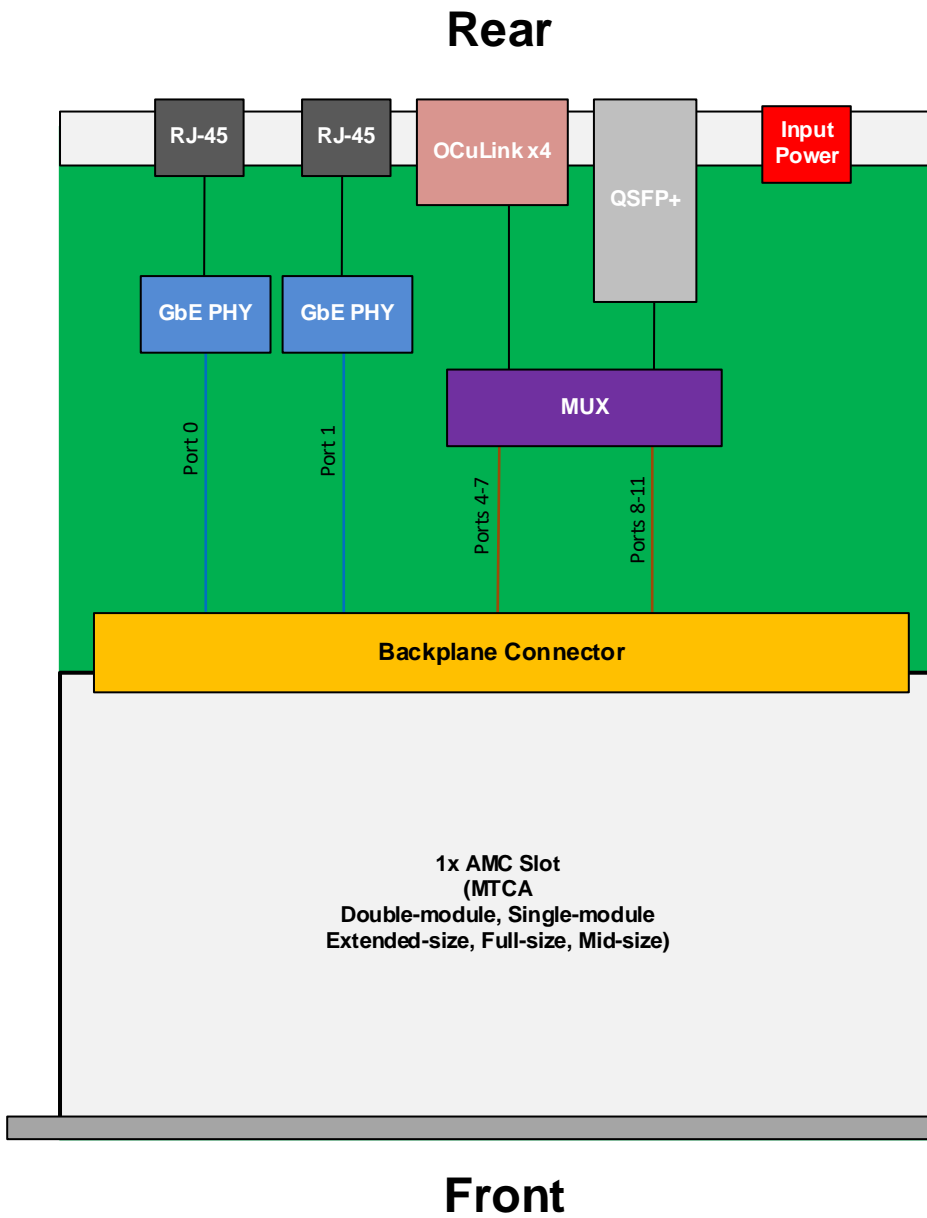 Rear
RJ-45
RJ-45
OCuLink x4
QSFP+
Input
Power
GbE PHY
GbE PHY
MUX
Port 0
Port 1
Ports 4-7
Ports 8-11
Backplane Connector
1x AMC Slot
(MTCA
Double-module, Single-module
Extended-size, Full-size, Mid-size)
Front